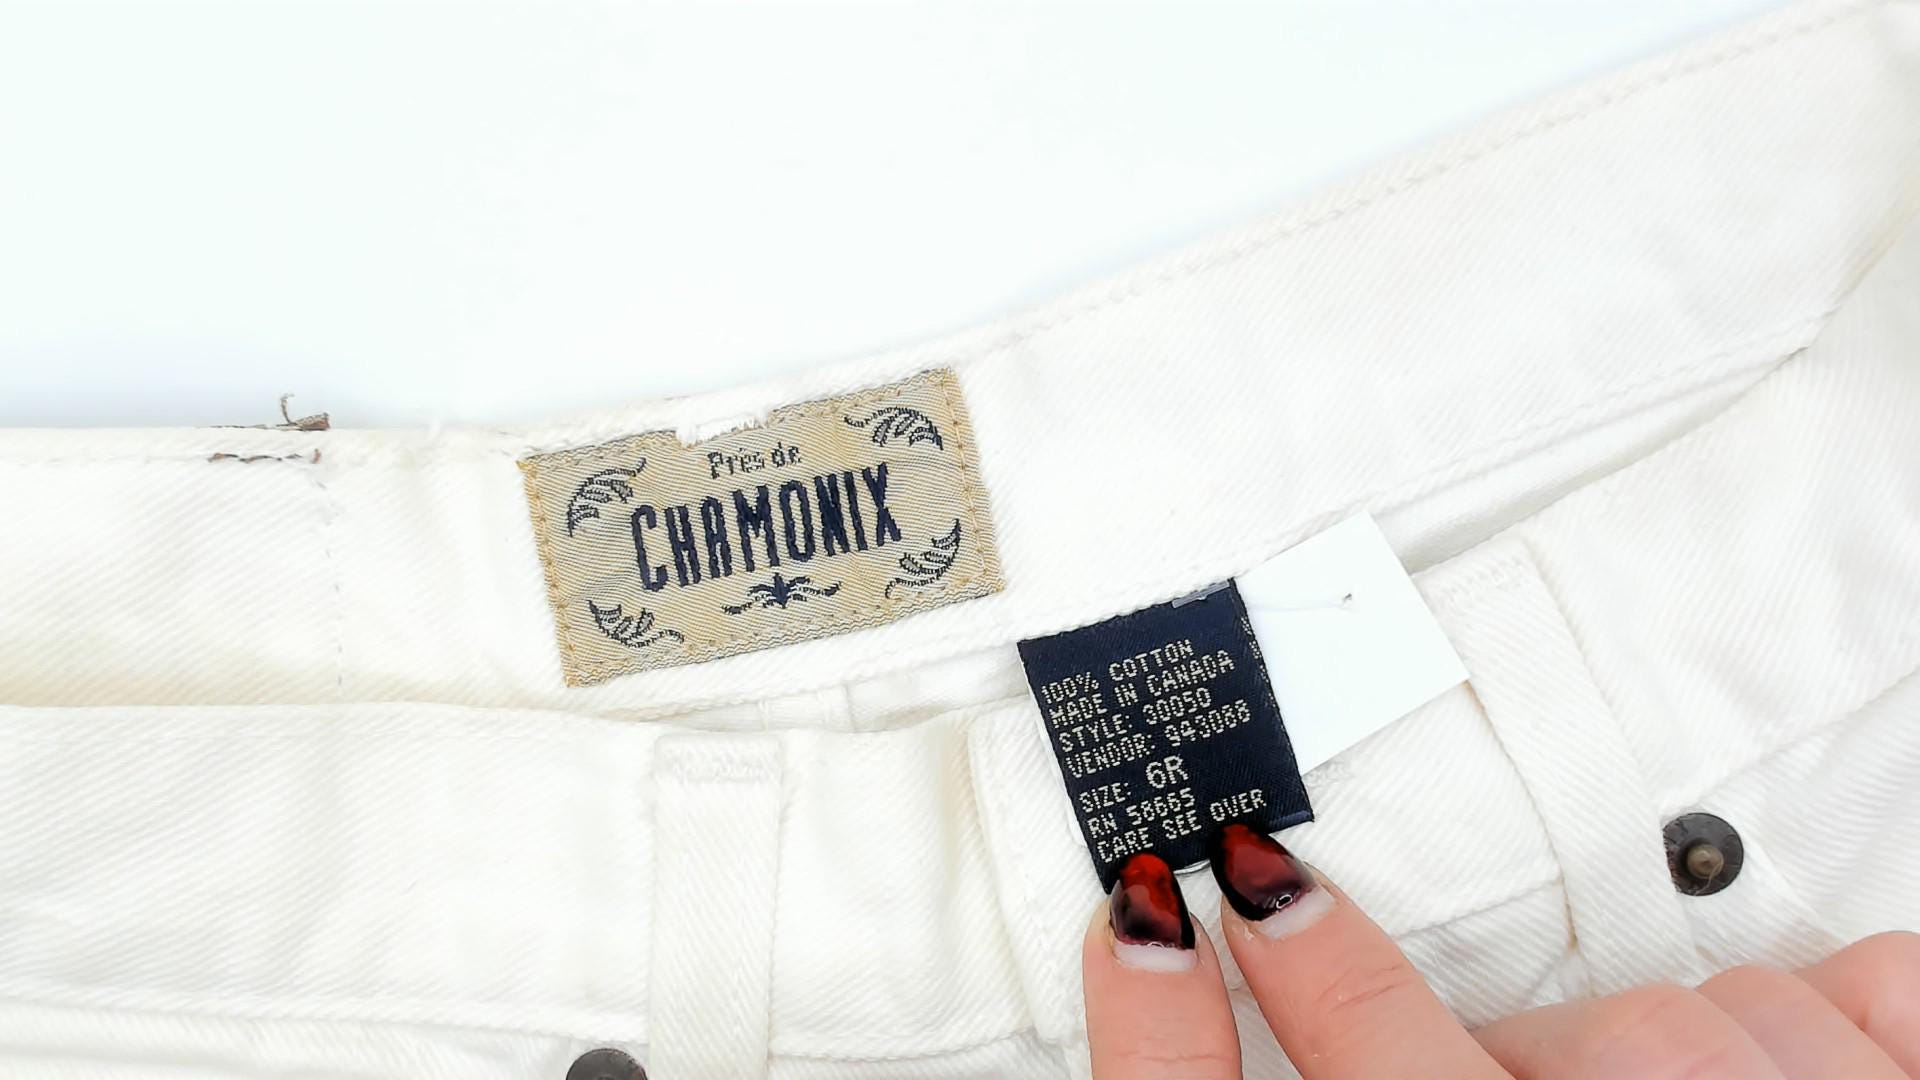 Près de
CHAMONIX
100% COTTON
MADE IN CANADA
STYLE: 30050
VENDOR: 943088
SIZE: 6R
RN 58665
CARE SEE OVER